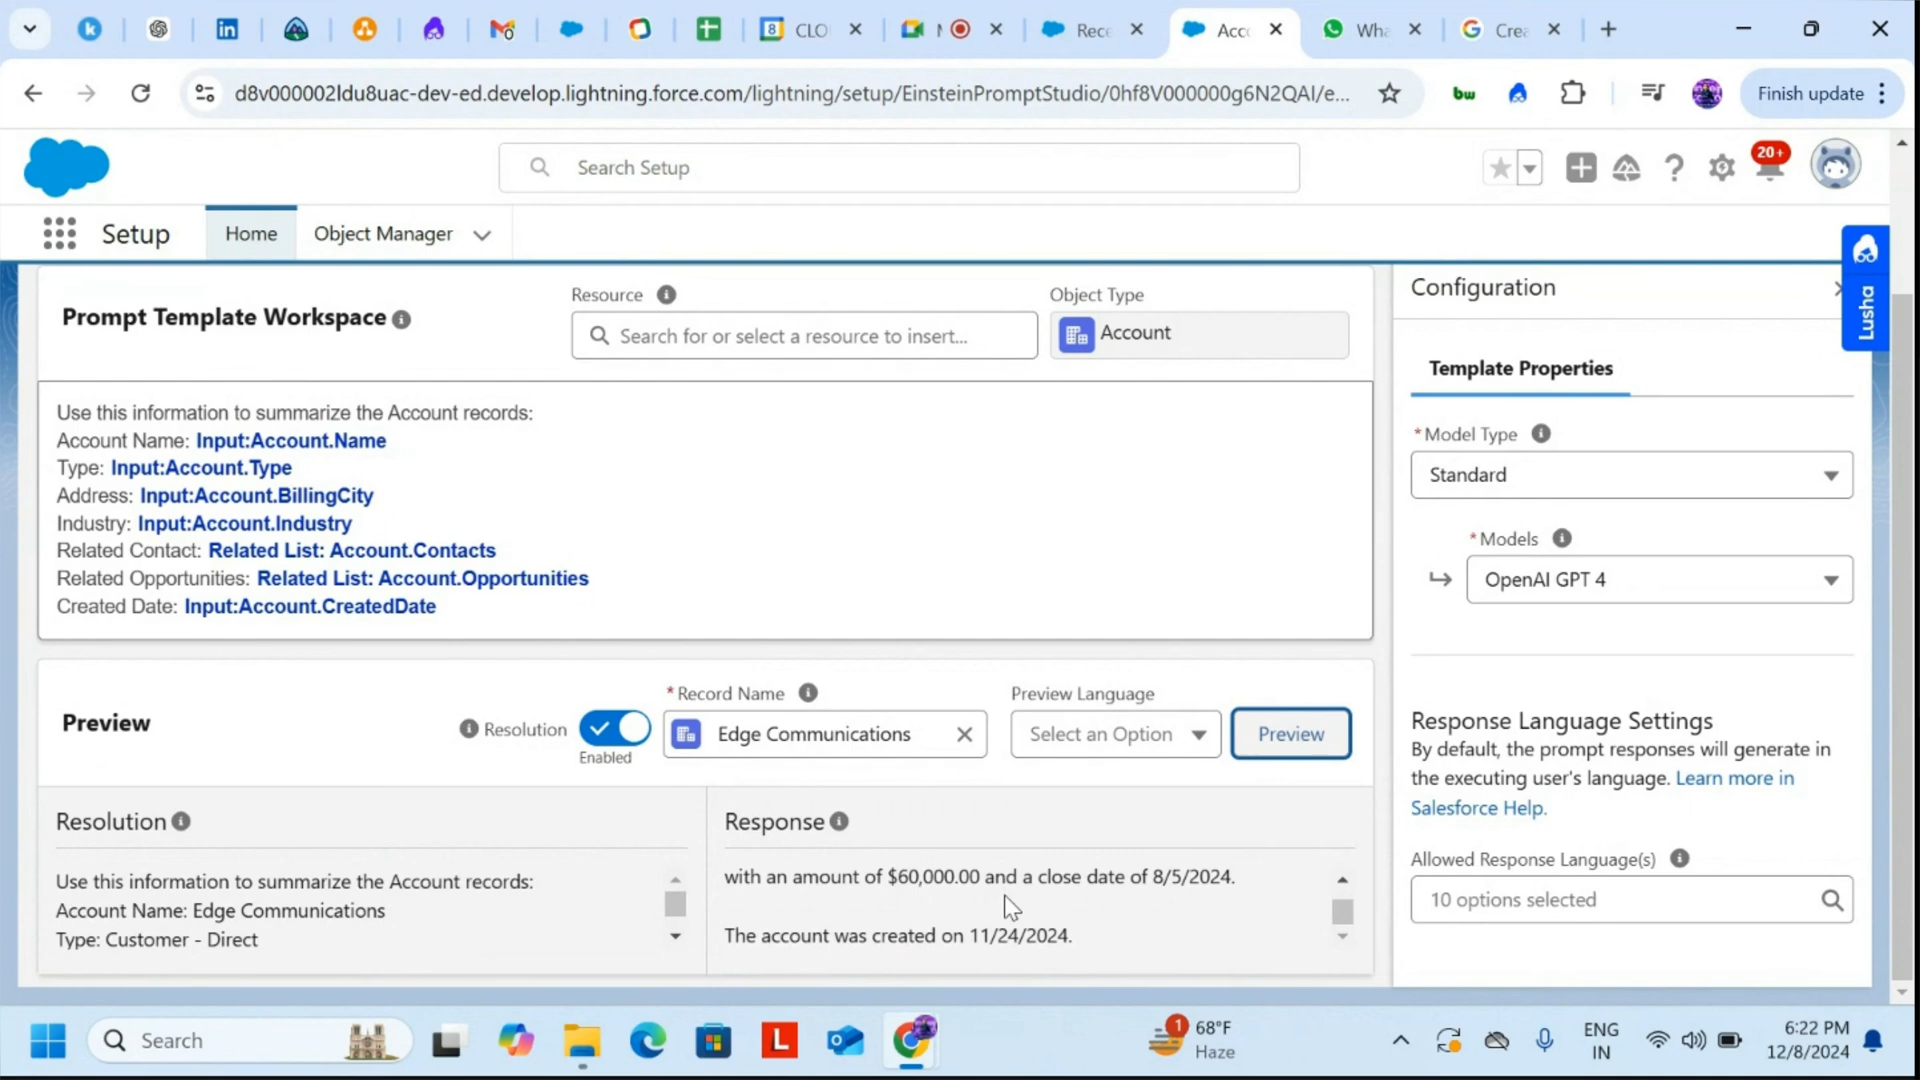 CLO
Rece
Acco
Wha
Crea
d8v000002ldu8uac-dev-ed.develop.lightning.force.com/lightning/setup/EinsteinPromptStudio/0hf8V000000g6N2QAI/e...
bw
Finish update
Search Setup
20+
Setup
Home
Object Manager
Lusha
Prompt Template Workspace
Resource
Search for or select a resource to insert...
Object Type
Account
Use this information to summarize the Account records:
Account Name: Input:Account.Name
Type: Input:Account.Type
Address: Input:Account.BillingCity
Industry: Input:Account.Industry
Related Contact: Related List: Account.Contacts
Related Opportunities: Related List: Account.Opportunities
Created Date: Input:Account.CreatedDate
Configuration
Template Properties
*Model Type
Standard
*Models
OpenAI GPT 4
Response Language Settings
By default, the prompt responses will generate in
the executing user's language. Learn more in
Salesforce Help.
Allowed Response Language(s)
10 options selected
Preview
Resolution
Enabled
*Record Name
Edge Communications
Preview Language
Select an Option
Preview
Resolution
Use this information to summarize the Account records:
Account Name: Edge Communications
Type: Customer - Direct
Response
with an amount of $60,000.00 and a close date of 8/5/2024.
The account was created on 11/24/2024.
Search
L
1
68°F
Haze
ENG
IN
6:22 PM
12/8/2024